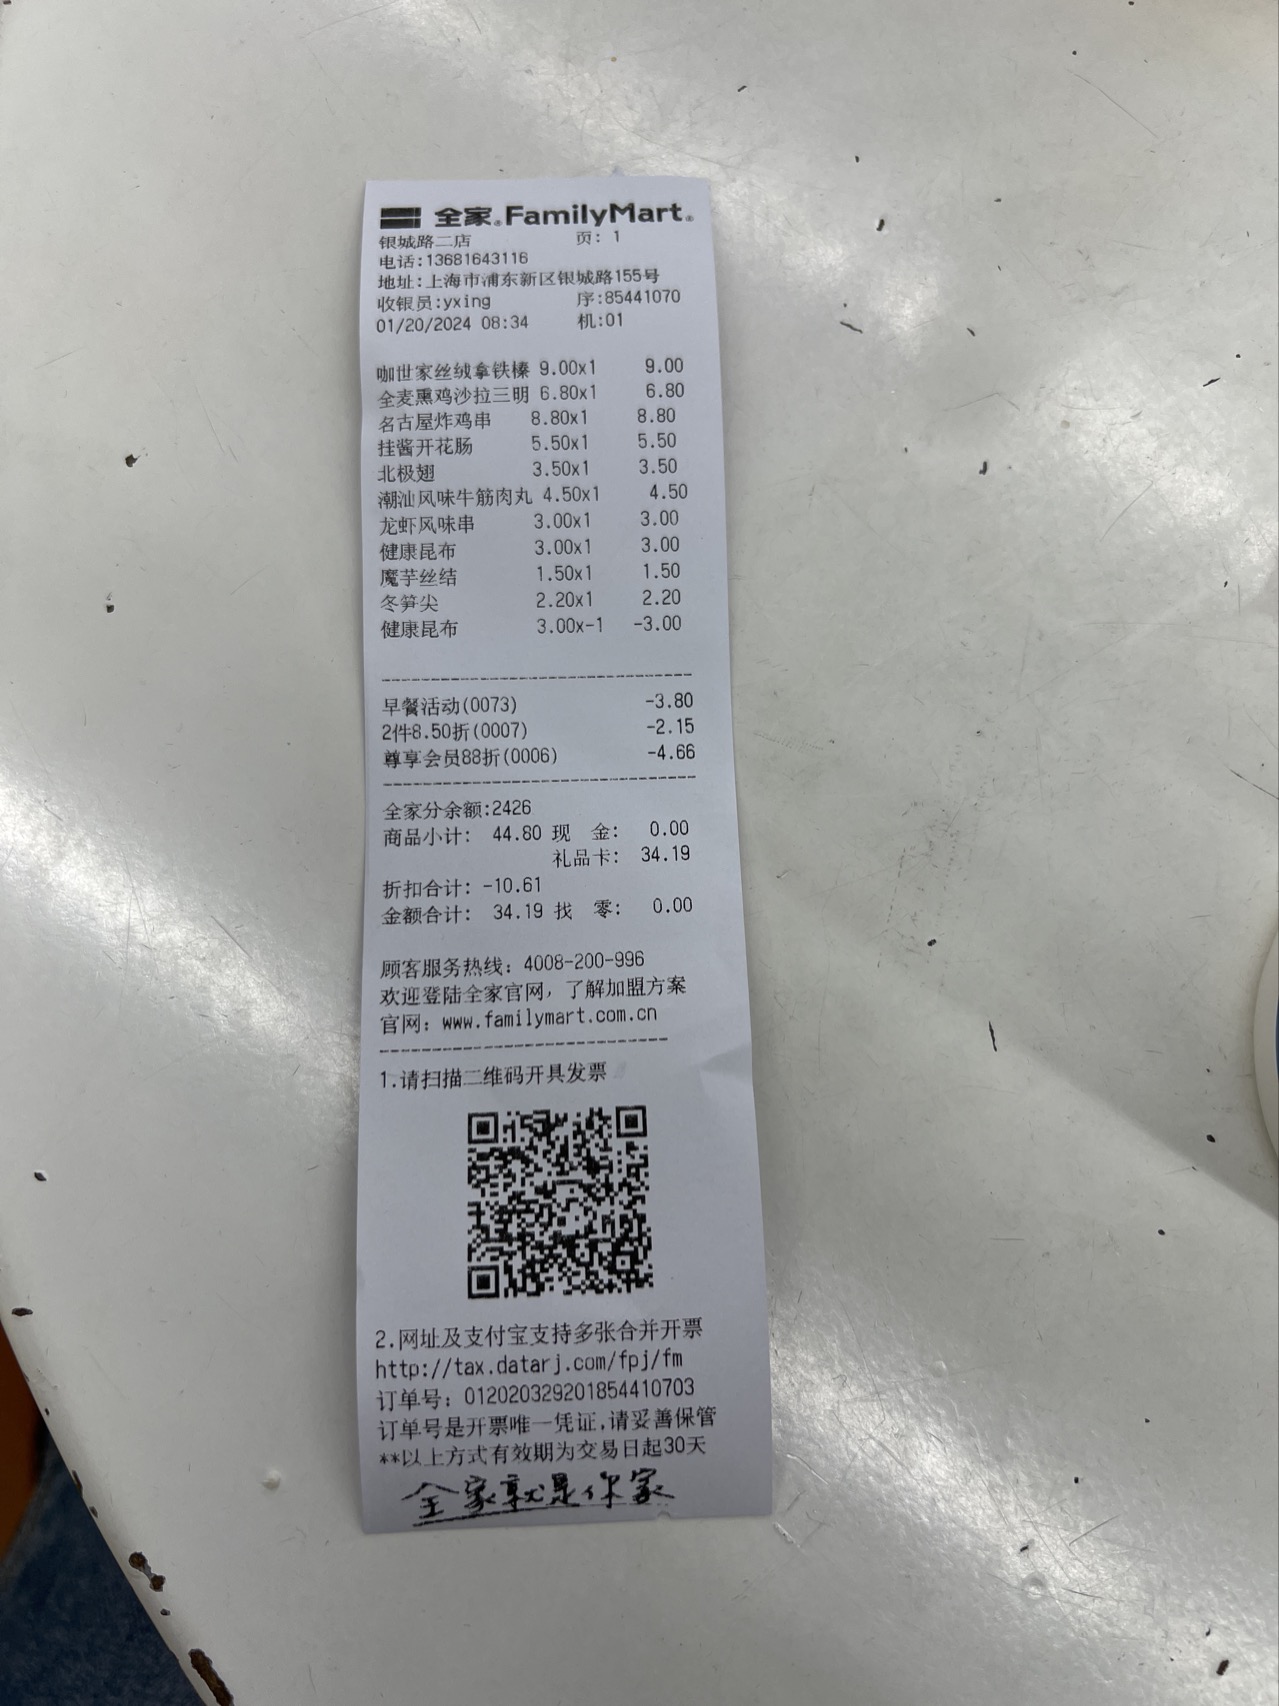 全家®FamilyMart®
银城路二店 页: 1
电话:13681643116
地址:上海市浦东新区银城路155号
收银员:yxing 序:85441070
01/20/2024 08:34 机:01
咖世家丝绒拿铁榛 9.00x1 9.00
全麦熏鸡沙拉三明 6.80x1 6.80
名古屋炸鸡串 8.80x1 8.80
挂酱开花肠 5.50x1 5.50
北极翅 3.50x1 3.50
潮汕风味牛筋肉丸 4.50x1 4.50
龙虾风味串 3.00x1 3.00
健康昆布 3.00x1 3.00
魔芋丝结 1.50x1 1.50
冬笋尖 2.20x1 2.20
健康昆布 3.00x-1 -3.00
早餐活动(0073) -3.80
2件8.50折(0007) -2.15
尊享会员88折(0006) -4.66
全家分余额:2426
商品小计: 44.80 现 金: 0.00
礼品卡: 34.19
折扣合计: -10.61
金额合计: 34.19 找 零: 0.00
顾客服务热线: 4008-200-996
欢迎登陆全家官网, 了解加盟方案
官网: www.familymart.com.cn
1.请扫描二维码开具发票
2.网址及支付宝支持多张合并开票
http://tax.datarj.com/fpj/fm
订单号: 012020329201854410703
订单号是开票唯一凭证,请妥善保管
**以上方式有效期为交易日起30天
全家就是你家